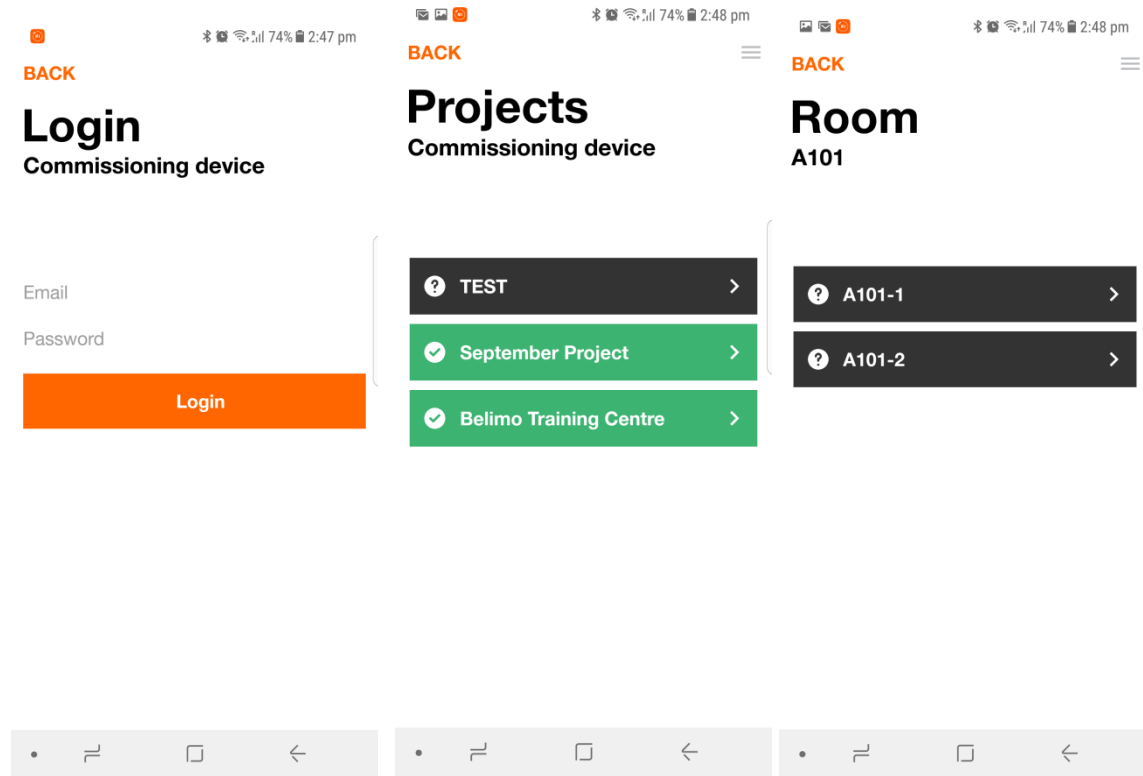 74% 2:47 pm
BACK
Login
Commissioning device
Email
Password
Login
74% 2:48 pm
BACK
Projects
Commissioning device
TEST
September Project
Belimo Training Centre
74% 2:48 pm
BACK
Room
A101
A101-1
A101-2